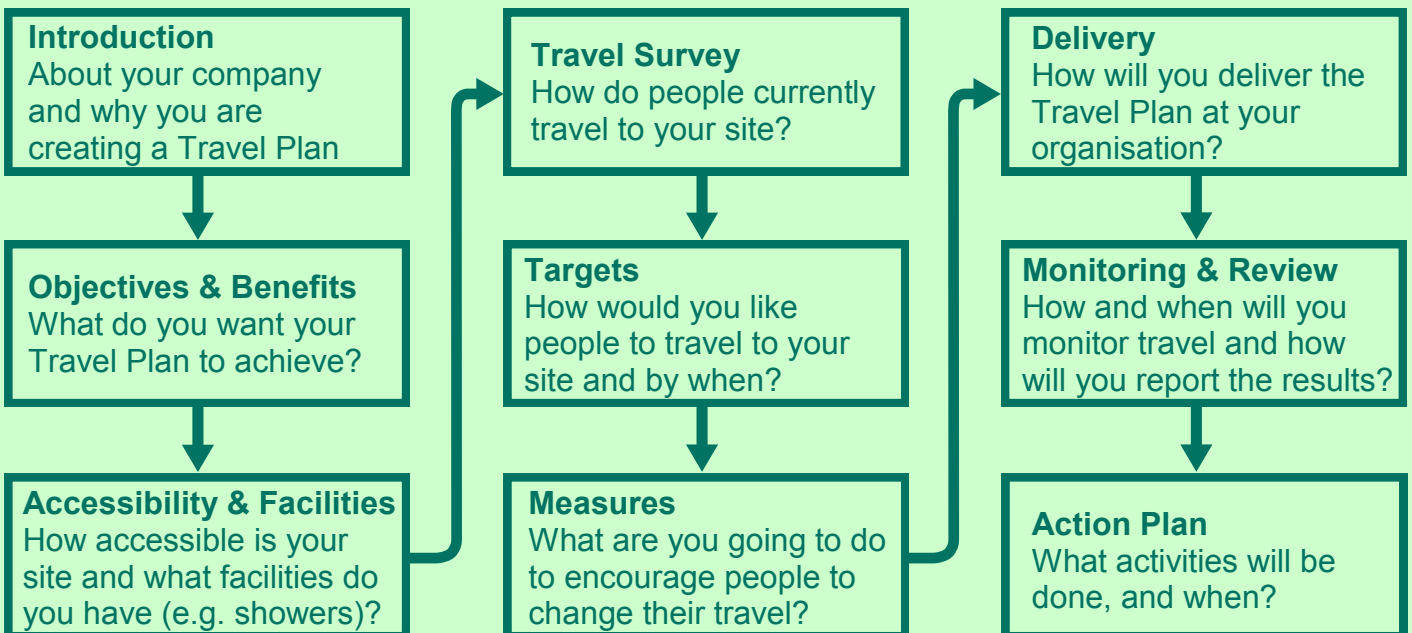 Introduction
About your company
and why you are
creating a Travel Plan
Objectives & Benefits
What do you want your
Travel Plan to achieve?
Accessibility & Facilities
How accessible is your
site and what facilities do
you have (e.g. showers)?
Travel Survey
How do people currently
travel to your site?
Targets
How would you like
people to travel to your
site and by when?
Measures
What are you going to do
to encourage people to
change their travel?
Delivery
How will you deliver the
Travel Plan at your
organisation?
Monitoring & Review
How and when will you
monitor travel and how
will you report the results?
Action Plan
What activities will be
done, and when?